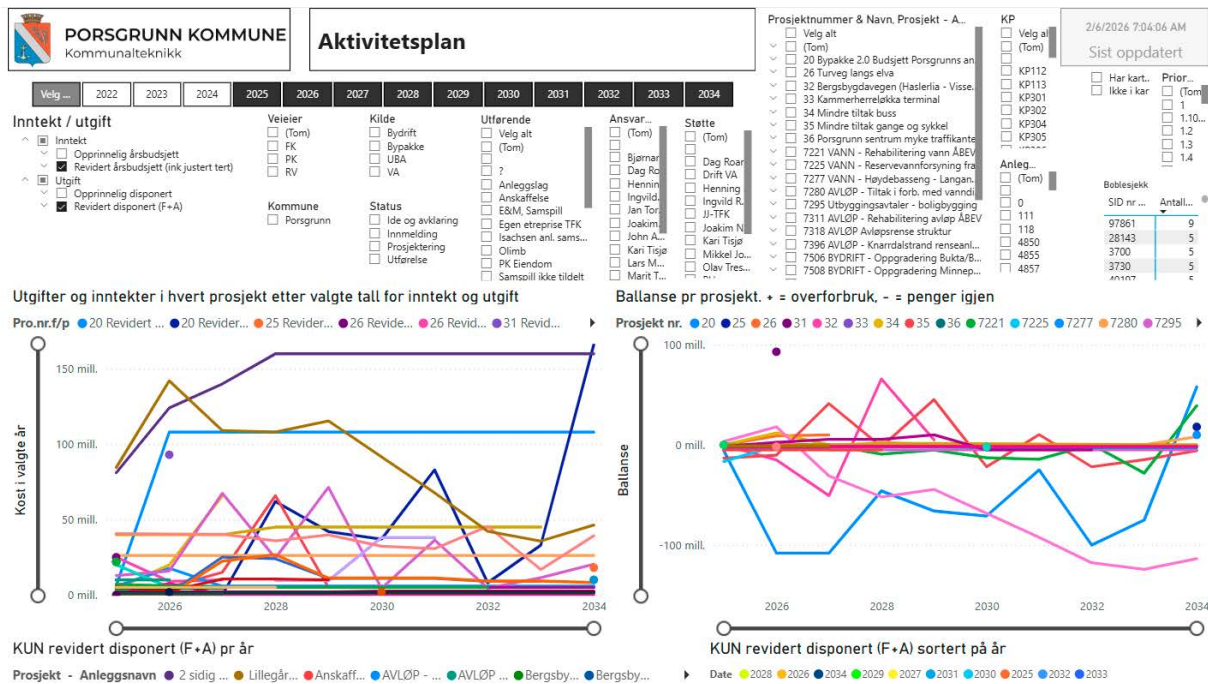 PORSGRUNN KOMMUNE
Kommunalteknikk
Aktivitetsplan
Velg ... 2022 2023 2024 2025 2026 2027 2028 2029 2030 2031 2032 2033 2034
Inntekt / utgift
Inntekt
Opprinnelig årsbudsjett
Revidert årsbudsjett (ink justert tert)
Utgift
Opprinnelig disponert
Revidert disponert (F+A)
Veieier
(Tom)
FK
PK
RV
Kommune
Porsgrunn
Kilde
Bydrift
Bypakke
UBA
VA
Status
Ide og avklaring
Innmelding
Prosjektering
Utførelse
Utførende
Velg alt
(Tom)
?
Anleggslag
Anskaffelse
E&M, Samspill
Egen etreprise TFK
Isachsen anl. sams...
Olimb
PK Eiendom
Samspill ikke tildelt
Ansvar...
(Tom)
Bjørnar
Dag Ro
Hennin
Ingvild.
Jan Tor.
Joakim
John A...
Kari Tisjø
Lars M...
Marit T...
Støtte
(Tom)
Dag Roar
Drift VA
Henning
Ingvild R.
JJ-TFK
Joakim N
Kari Tisjø
Mikkel Jo...
Olav Tres...
Prosjektnummer & Navn, Prosjekt - A...
Velg alt
(Tom)
20 Bypakke 2.0 Budsjett Porsgrunns an.
26 Turveg langs elva
32 Bergsbygdavegen (Haslerlia - Visse.
33 Kammerherreløkka terminal
34 Mindre tiltak buss
35 Mindre tiltak gange og sykkel
36 Porsgrunn sentrum myke traffikante
7221 VANN - Rehabilitering vann ÅBEV
7225 VANN - Reservevannforsyning fra
7277 VANN - Høydebasseng - Langan.
7280 AVLØP - Tiltak i forb. med vanndi
7295 Utbyggingsavtaler - boligbygging
7311 AVLØP - Rehabilitering avløp ÅBEV
7318 AVLØP Avløpsrense struktur
7396 AVLØP - Knarrdalstrand renseanl..
7506 BYDRIFT - Oppgradering Bukta/B...
7508 BYDRIFT - Oppgradering Minnep...
KP
Velg al
(Tom)
KP112
KP113
KP301
KP302
KP304
KP305
Anleg...
(Tom)
0
111
118
4850
4855
4857
2/6/2026 7:04:06 AM
Sist oppdatert
Har kart..
Ikke i kar
Prior...
(Tom
1
1.10...
1.2
1.3
1.4
Boblesjekk
SID nr ... Antall...
97861 9
28143 5
3700 5
3730 5
Utgifter og inntekter i hvert prosjekt etter valgte tall for inntekt og utgift
Pro.nr.f/p 20 Revidert ... 20 Revider... 25 Revider... 26 Revide... 26 Revid... 31 Revid...
150 mill.
100 mill.
50 mill.
0 mill.
Kost i valgte år
2026 2028 2030 2032 2034
Ballanse pr prosjekt. + = overforbruk, - = penger igjen
Prosjekt nr. 20 25 26 31 32 33 34 35 36 7221 7225 7277 7280 7295
100 mill.
0 mill.
-100 mill.
Ballanse
2026 2028 2030 2032 2034
KUN revidert disponert (F+A) pr år
Prosjekt - Anleggsnavn 2 sidig ... Lillegår... Anskaff... AVLØP - ... AVLØP ... Bergsby... Bergsby...
KUN revidert disponert (F+A) sortert på år
Date 2028 2026 2034 2029 2027 2031 2030 2025 2032 2033